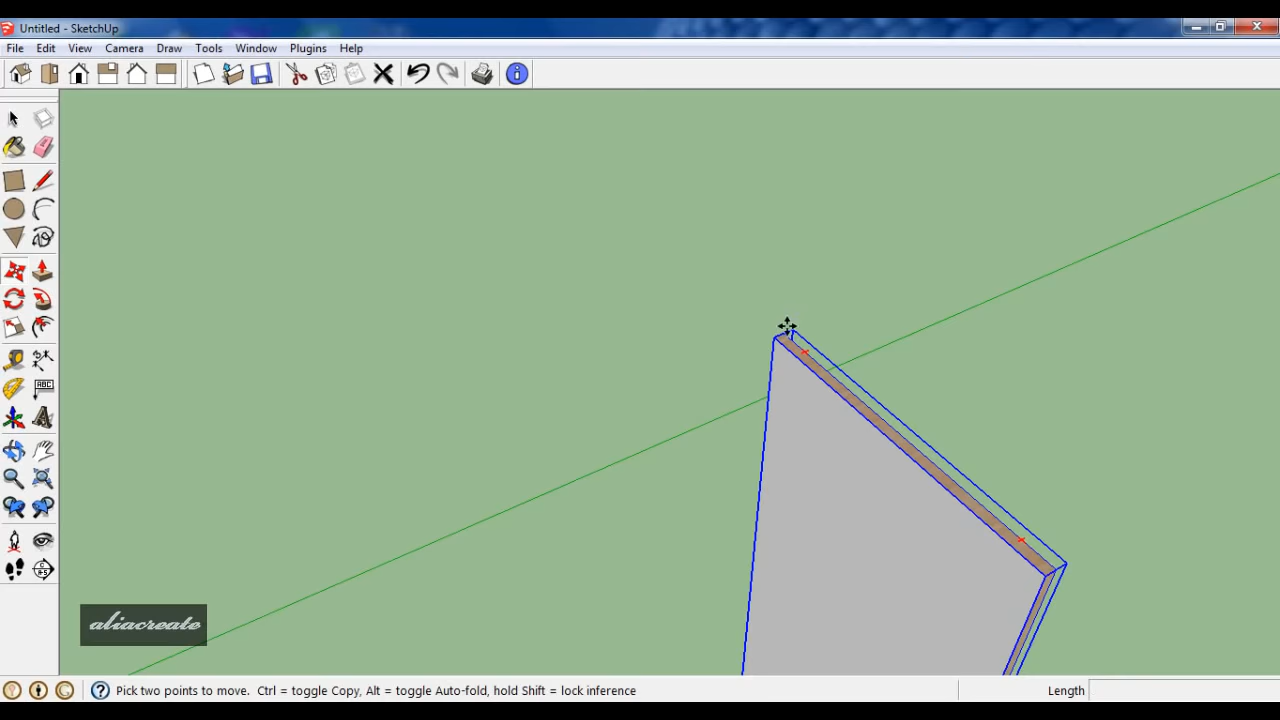 Untitled - SketchUp
File Edit View Camera Draw Tools Window Plugins Help
ABC
A
aliacreate
Pick two points to move. Ctrl = toggle Copy, Alt = toggle Auto-fold, hold Shift = lock inference Length